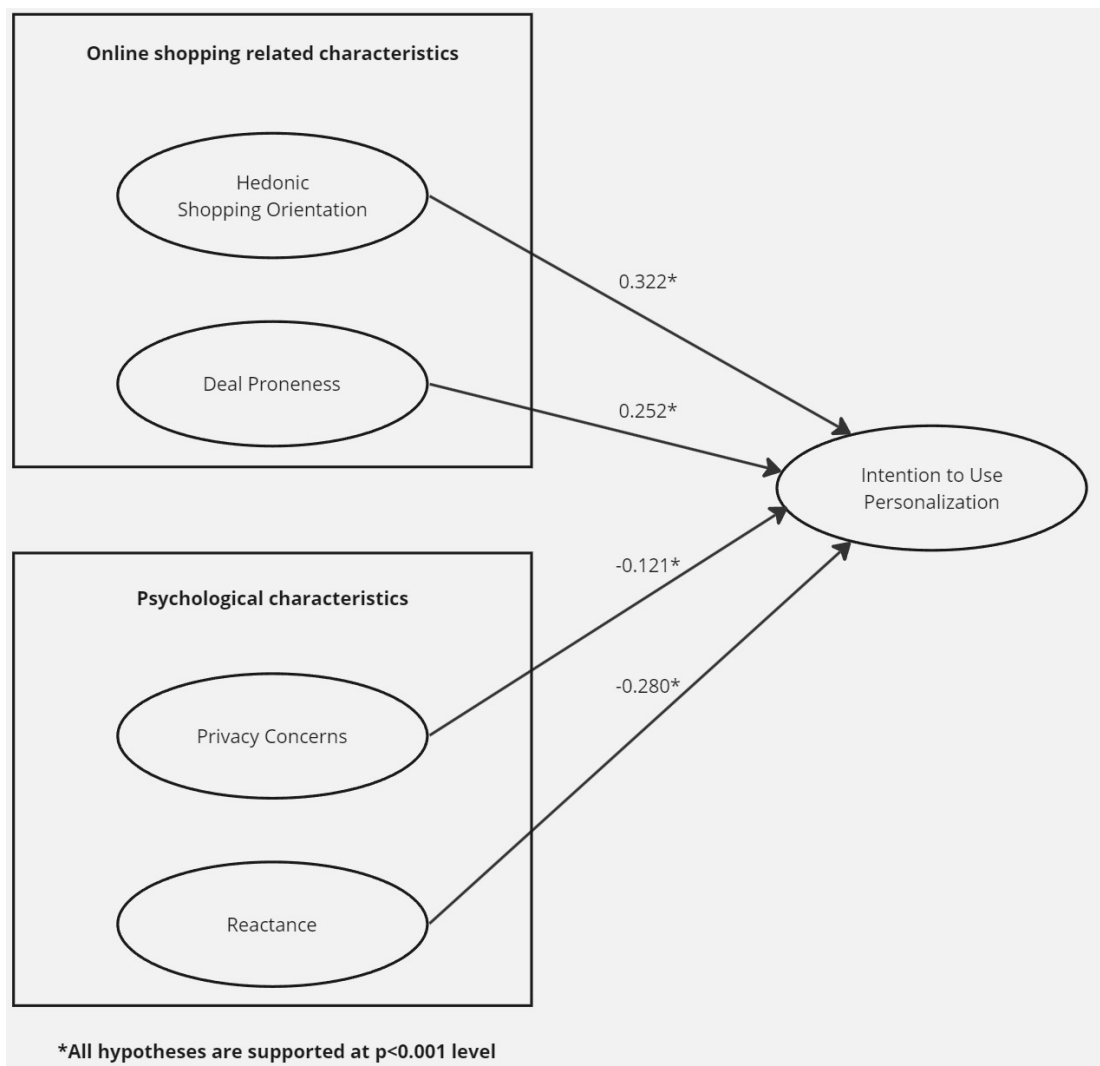 Online shopping related characteristics
Hedonic
Shopping Orientation
0.322*
Deal Proneness
0.252*
Intention to Use
Personalization
-0.121*
Psychological characteristics
Privacy Concerns
-0.280*
Reactance
*All hypotheses are supported at p<0.001 level